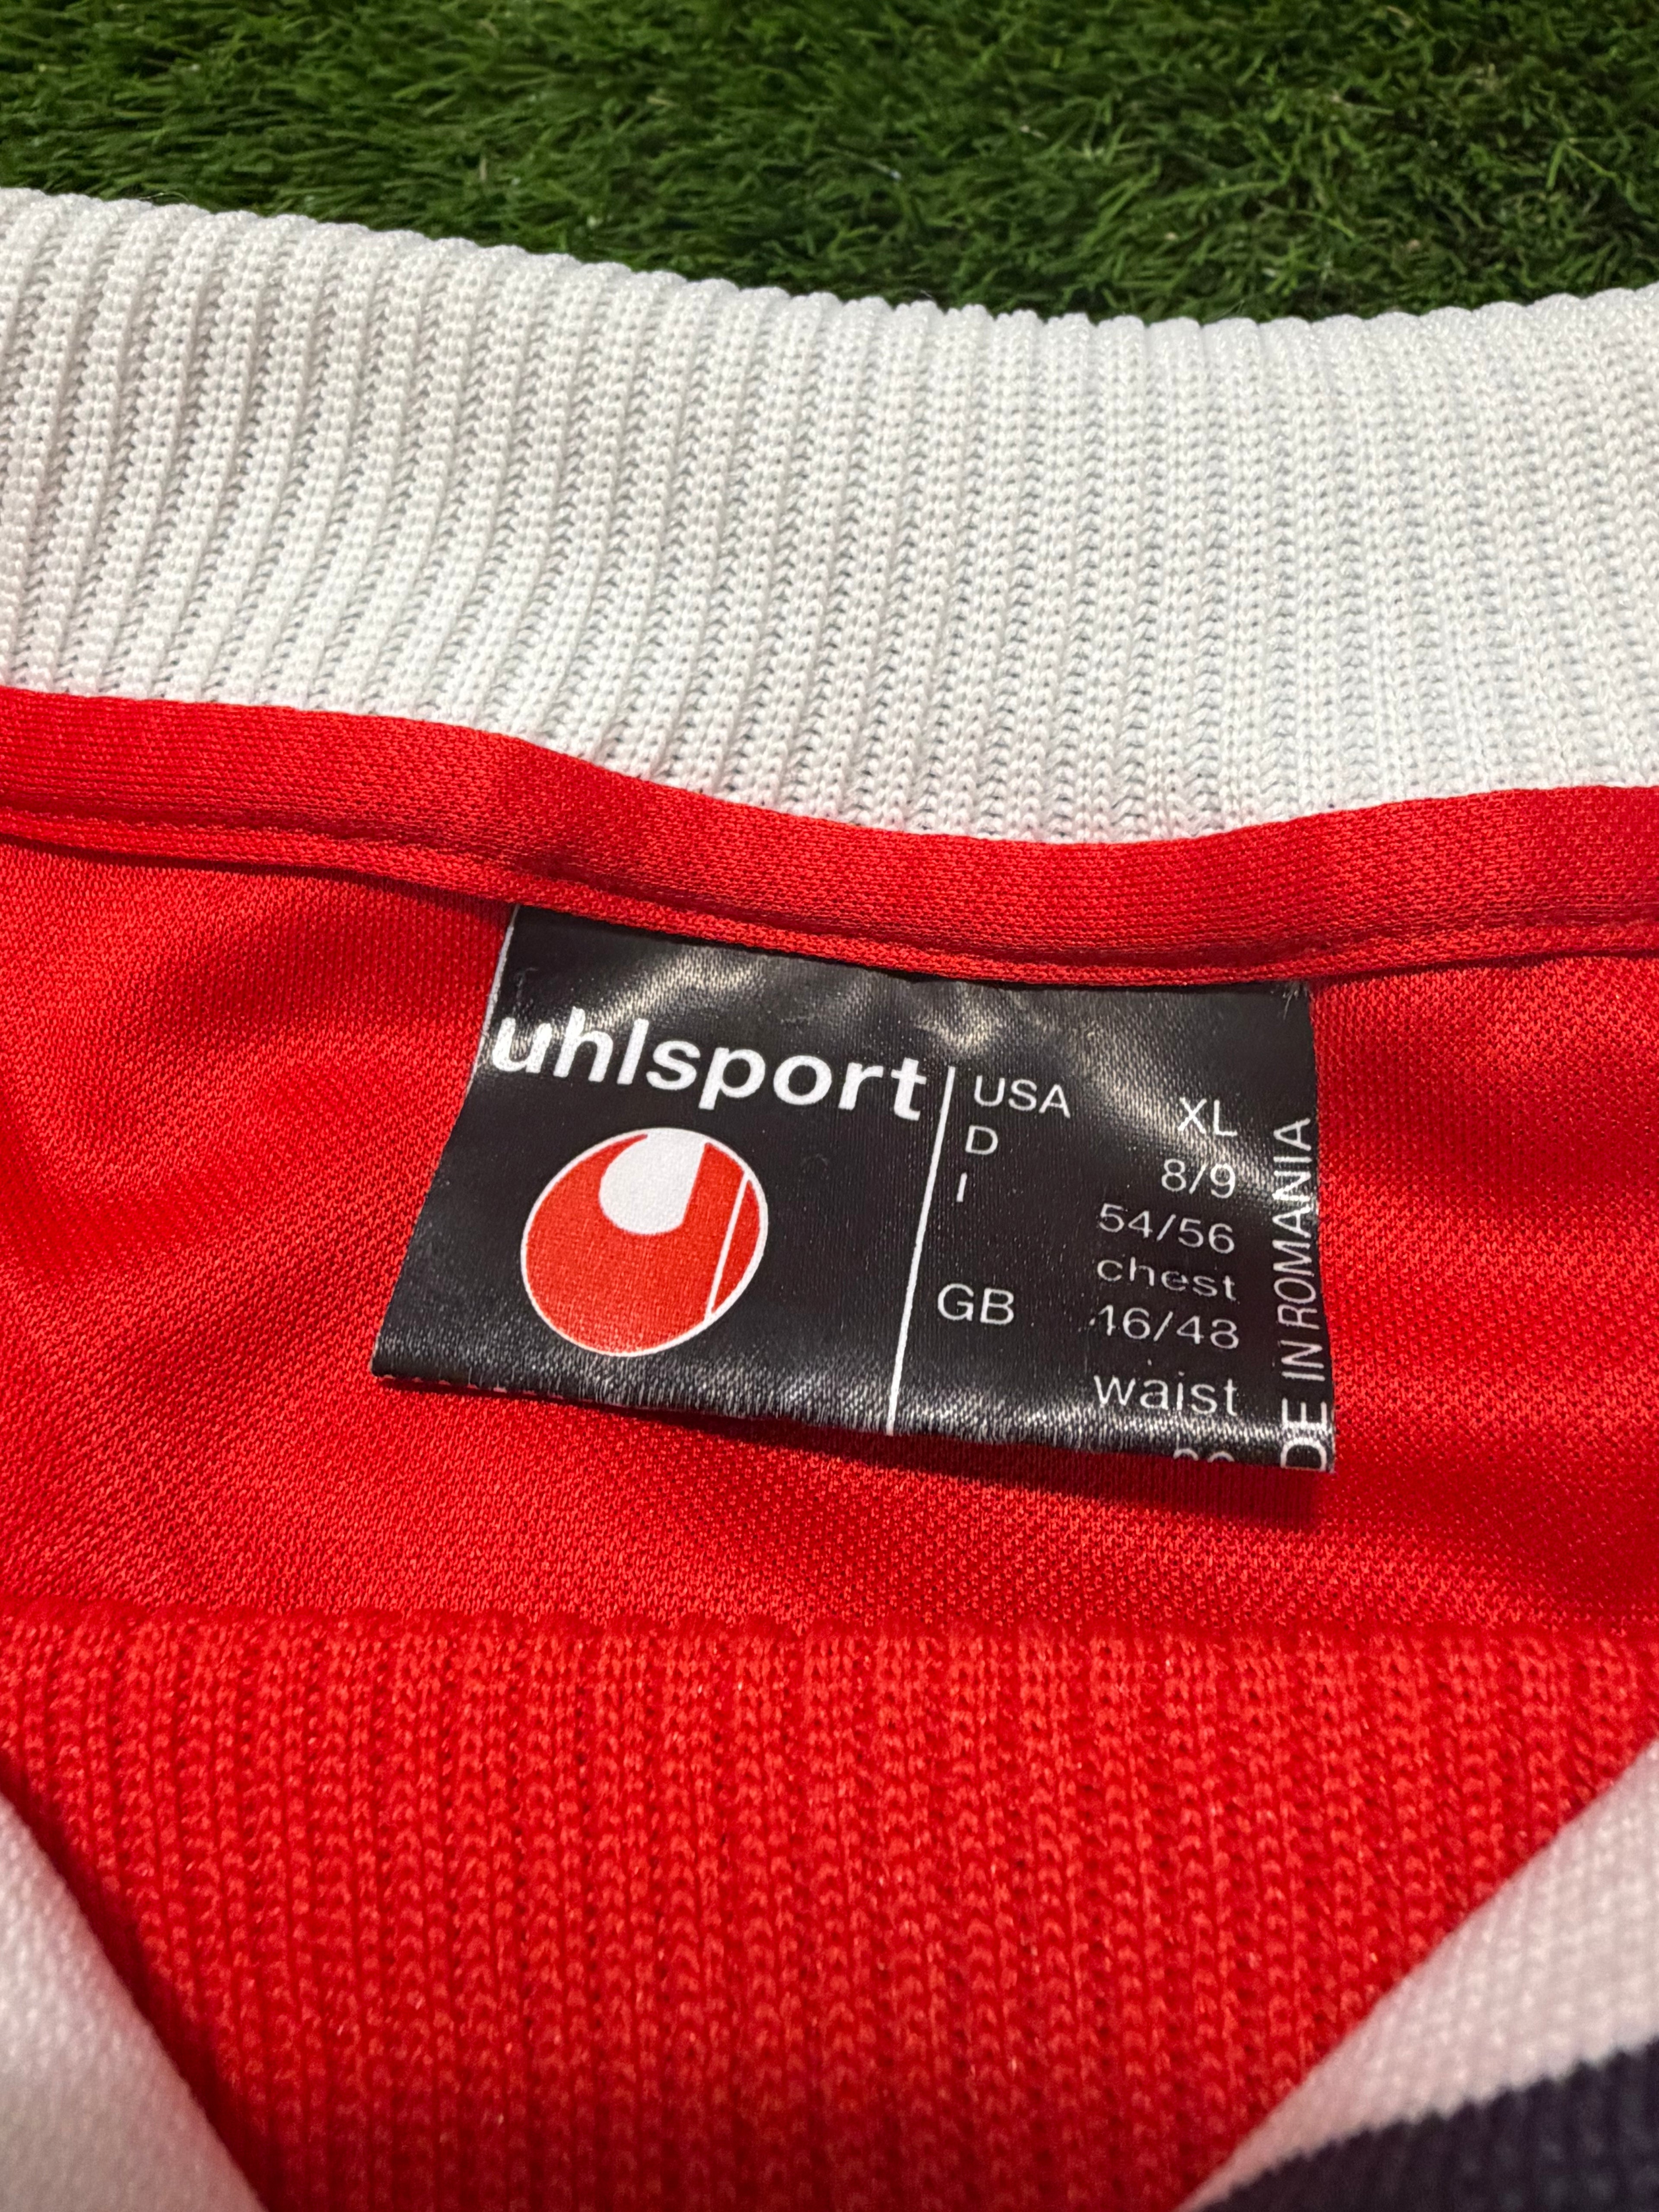 uhlsport
USA XL
D 8/9
I 54/56
chest
GB 46/48
waist
DE IN ROMANIA